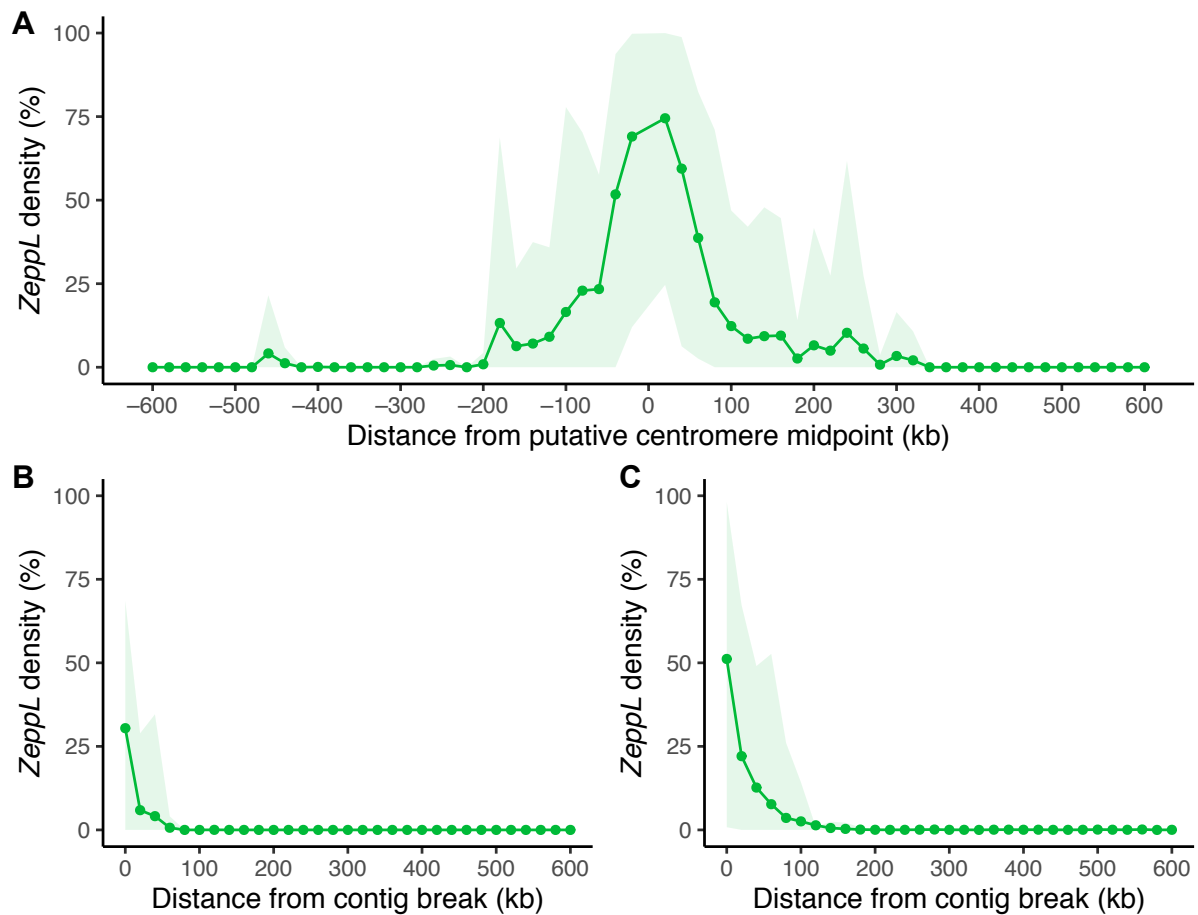 A
ZeppL density (%)
100
75
50
25
0
−600 −500 −400 −300 −200 −100 0 100 200 300 400 500 600
Distance from putative centromere midpoint (kb)
B
ZeppL density (%)
100
75
50
25
0
0 100 200 300 400 500 600
Distance from contig break (kb)
C
ZeppL density (%)
100
75
50
25
0
0 100 200 300 400 500 600
Distance from contig break (kb)